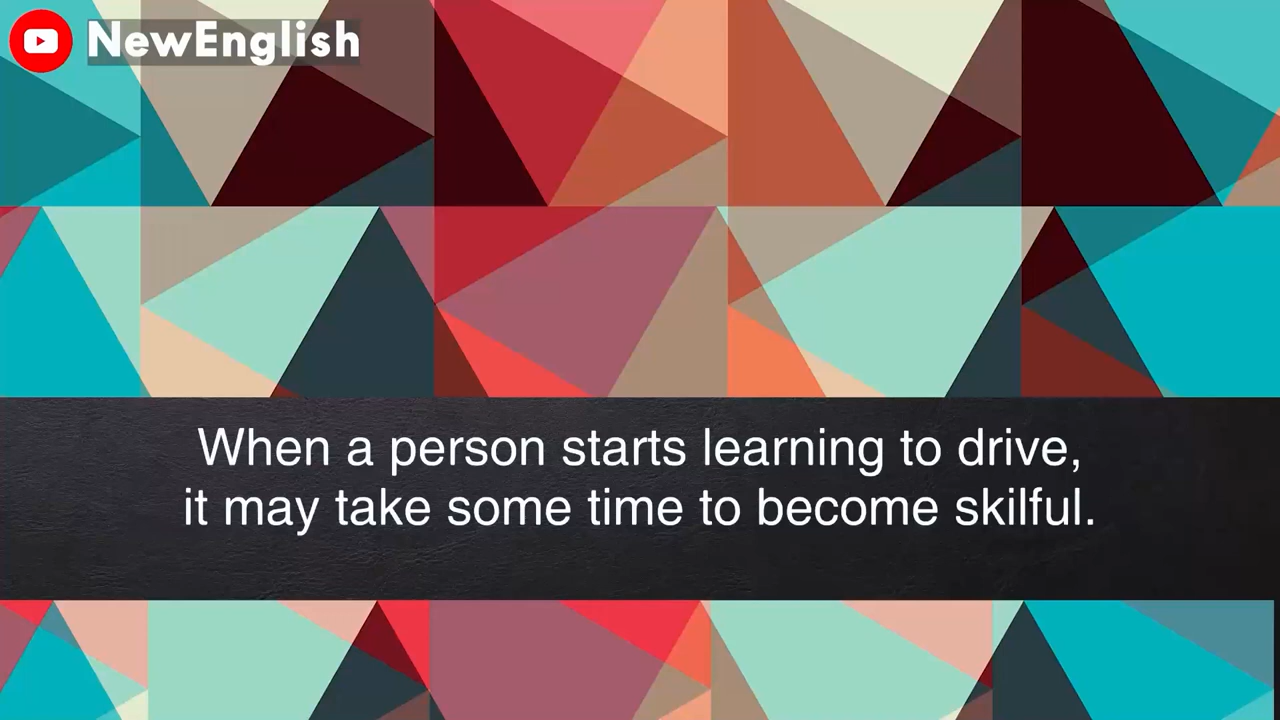 NewEnglish
When a person starts learning to drive,
it may take some time to become skilful.